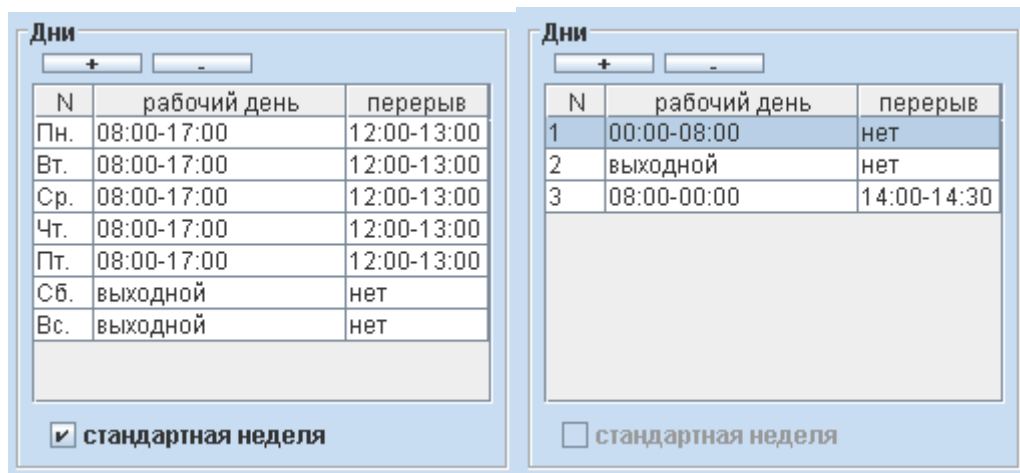 Дни
+ -
N рабочий день перерыв
Пн. 08:00-17:00 12:00-13:00
Вт. 08:00-17:00 12:00-13:00
Ср. 08:00-17:00 12:00-13:00
Чт. 08:00-17:00 12:00-13:00
Пт. 08:00-17:00 12:00-13:00
Сб. выходной нет
Вс. выходной нет
стандартная неделя
Дни
+ -
N рабочий день перерыв
1 00:00-08:00 нет
2 выходной нет
3 08:00-00:00 14:00-14:30
стандартная неделя